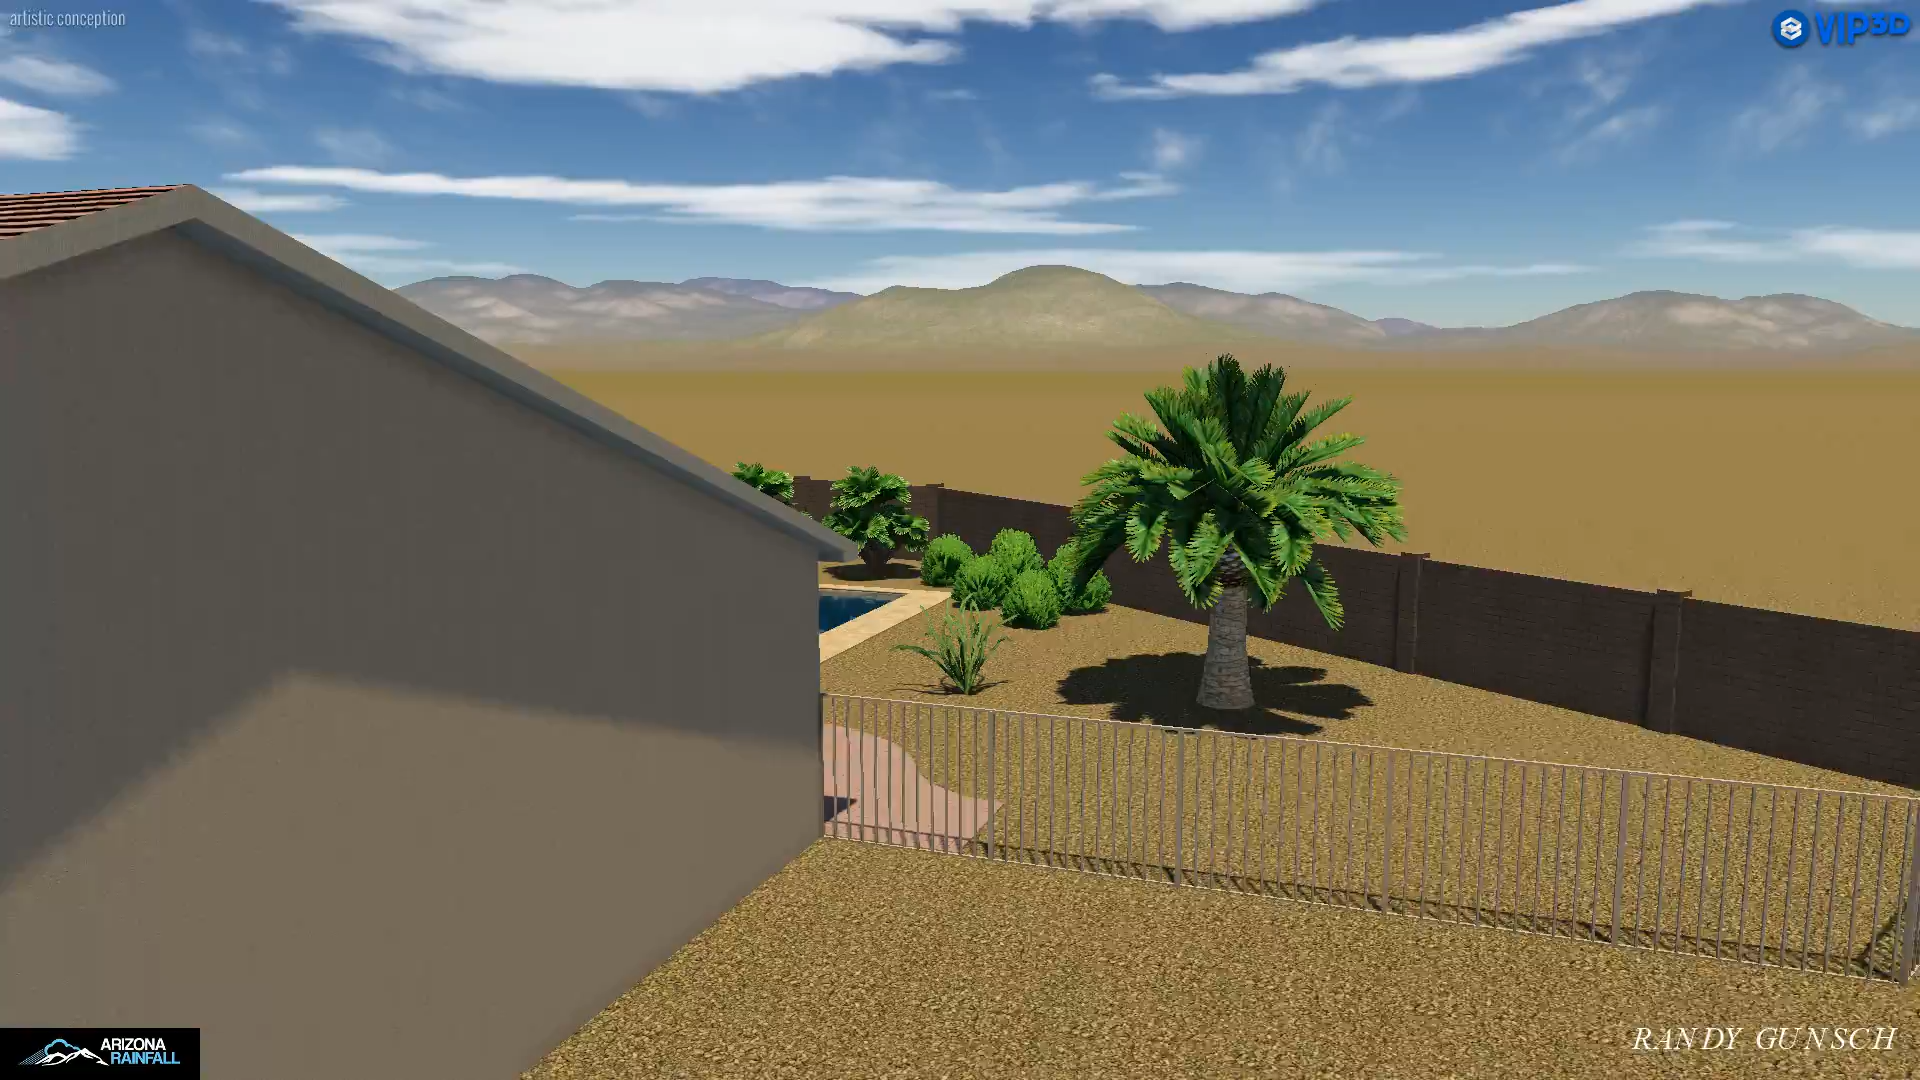 artistic conception
VIP3D
ARIZONA
RAINFALL
RANDY GUNSCH